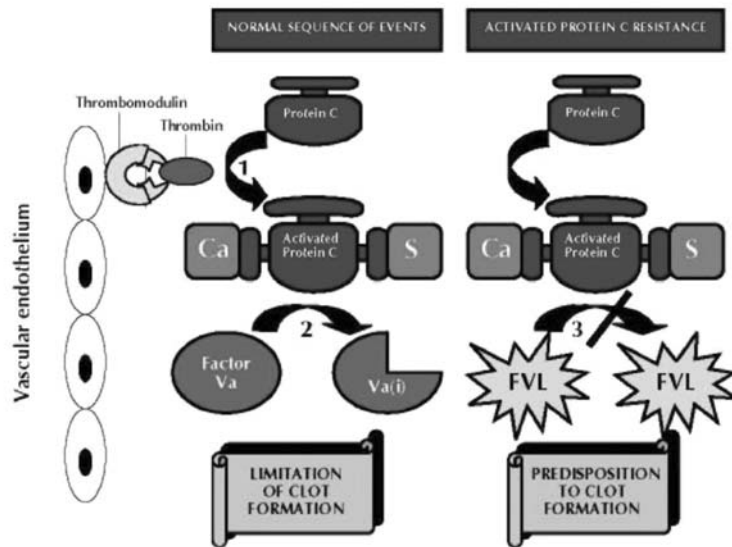 NORMAL SEQUENCE OF EVENTS
ACTIVATED PROTEIN C RESISTANCE
Protein C
Protein C
Thrombomodulin
Thrombin
1
Vascular endothelium
Ca
Activated
Protein C
S
Ca
Activated
Protein C
S
2
3
Factor
Va
Va(i)
FVL
FVL
LIMITATION
OF CLOT
FORMATION
PREDISPOSITION
TO CLOT
FORMATION